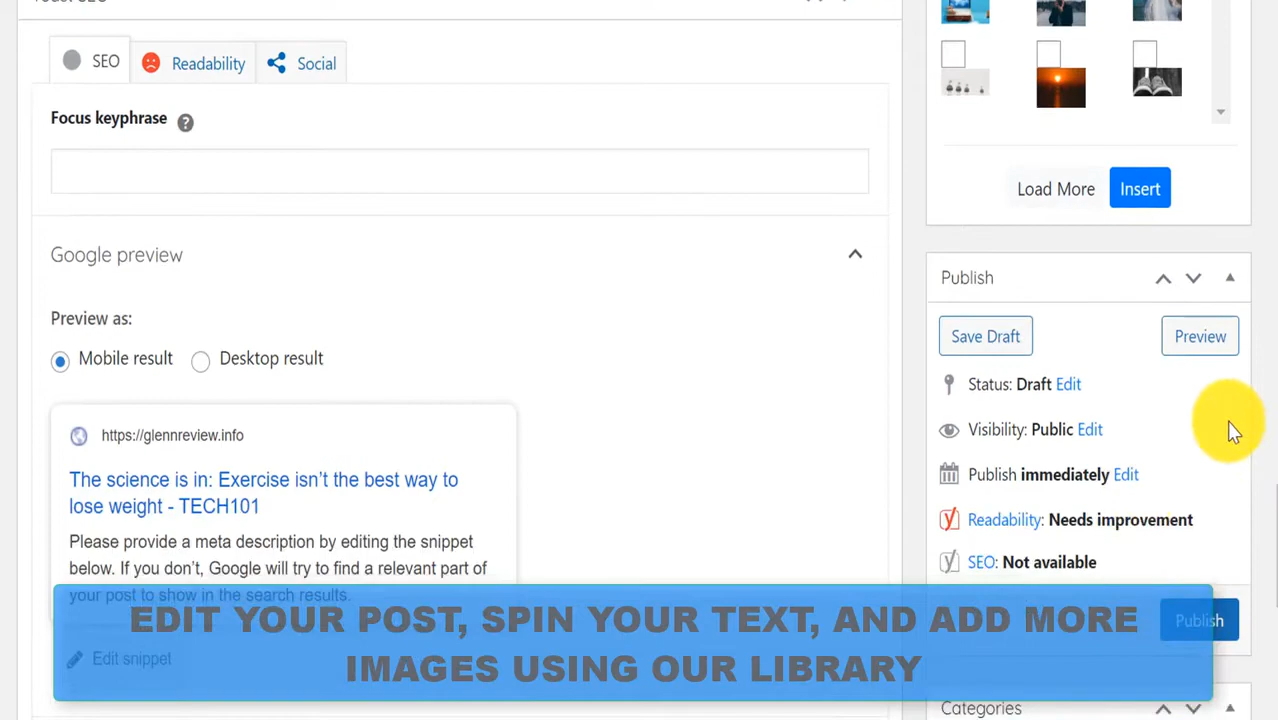 SEO
Readability
Social
Focus keyphrase
?
Google preview
Preview as:
Mobile result
Desktop result
https://glennreview.info
The science is in: Exercise isn’t the best way to
lose weight - TECH101
Please provide a meta description by editing the snippet
below. If you don’t, Google will try to find a relevant part of
your post to show in the search results.
Edit snippet
Load More
Insert
Publish
Save Draft
Preview
Status: Draft Edit
Visibility: Public Edit
Publish immediately Edit
Readability: Needs improvement
SEO: Not available
Publish
Categories
EDIT YOUR POST, SPIN YOUR TEXT, AND ADD MORE
IMAGES USING OUR LIBRARY